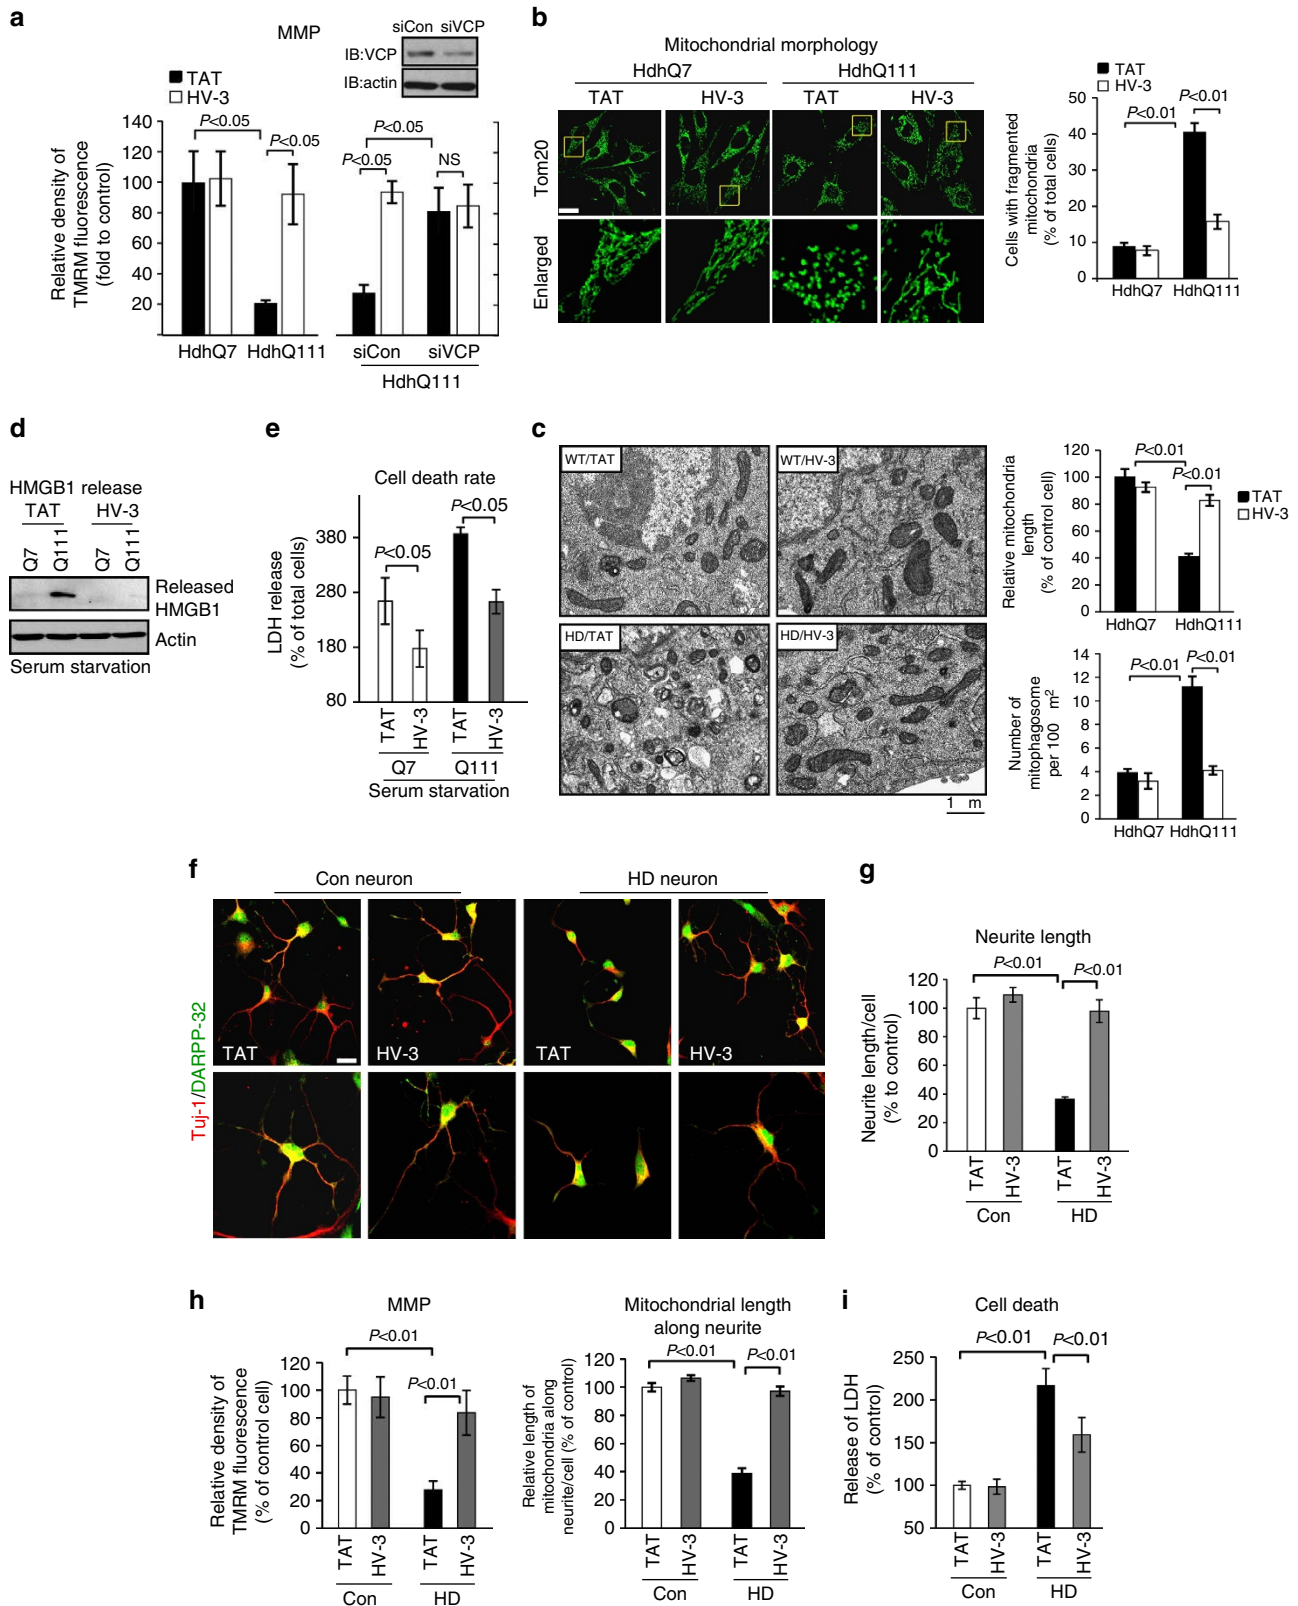 a
MMP
siCon siVCP
IB:VCP
IB:actin
TAT
HV-3
Relative density of
TMRM fluorescence
(fold to control)
140
120
100
80
60
40
20
P<0.05
P<0.05
P<0.05
P<0.05
NS
HdhQ7 HdhQ111
siCon siVCP
HdhQ111
b
Mitochondrial morphology
HdhQ7 HdhQ111
TAT HV-3 TAT HV-3
Tom20
Enlarged
TAT
HV-3
Cells with fragmented
mitochondria
(% of total cells)
50
40
30
20
10
0
P<0.01
P<0.01
HdhQ7 HdhQ111
d
HMGB1 release
TAT HV-3
Q7 Q111 Q7 Q111
Released
HMGB1
Actin
Serum starvation
e
Cell death rate
LDH release
(% of total cells)
380
280
180
80
P<0.05
P<0.05
TAT HV-3 TAT HV-3
Q7 Q111
Serum starvation
c
WT/TAT
WT/HV-3
HD/TAT
HD/HV-3
1 m
Relative mitochondria
length
(% of control cell)
120
100
80
60
40
20
0
P<0.01
P<0.01
TAT
HV-3
HdhQ7 HdhQ111
Number of
mitophagosome
per 100 m²
14
12
10
8
6
4
2
0
P<0.01
P<0.01
HdhQ7 HdhQ111
f
Con neuron HD neuron
Tuj-1/DARPP-32
TAT HV-3 TAT HV-3
g
Neurite length
Neurite length/cell
(% to control)
120
100
80
60
40
20
0
P<0.01
P<0.01
TAT HV-3 TAT HV-3
Con HD
h
MMP
Relative density of
TMRM fluorescence
(% of control cell)
120
100
80
60
40
20
0
P<0.01
P<0.01
TAT HV-3 TAT HV-3
Con HD
Mitochondrial length
along neurite
Relative length of
mitochondria along
neurite/cell (% of control)
120
100
80
60
40
20
0
P<0.01
P<0.01
TAT HV-3 TAT HV-3
Con HD
i
Cell death
Release of LDH
(% of control)
250
200
150
100
50
P<0.01
P<0.01
TAT HV-3 TAT HV-3
Con HD